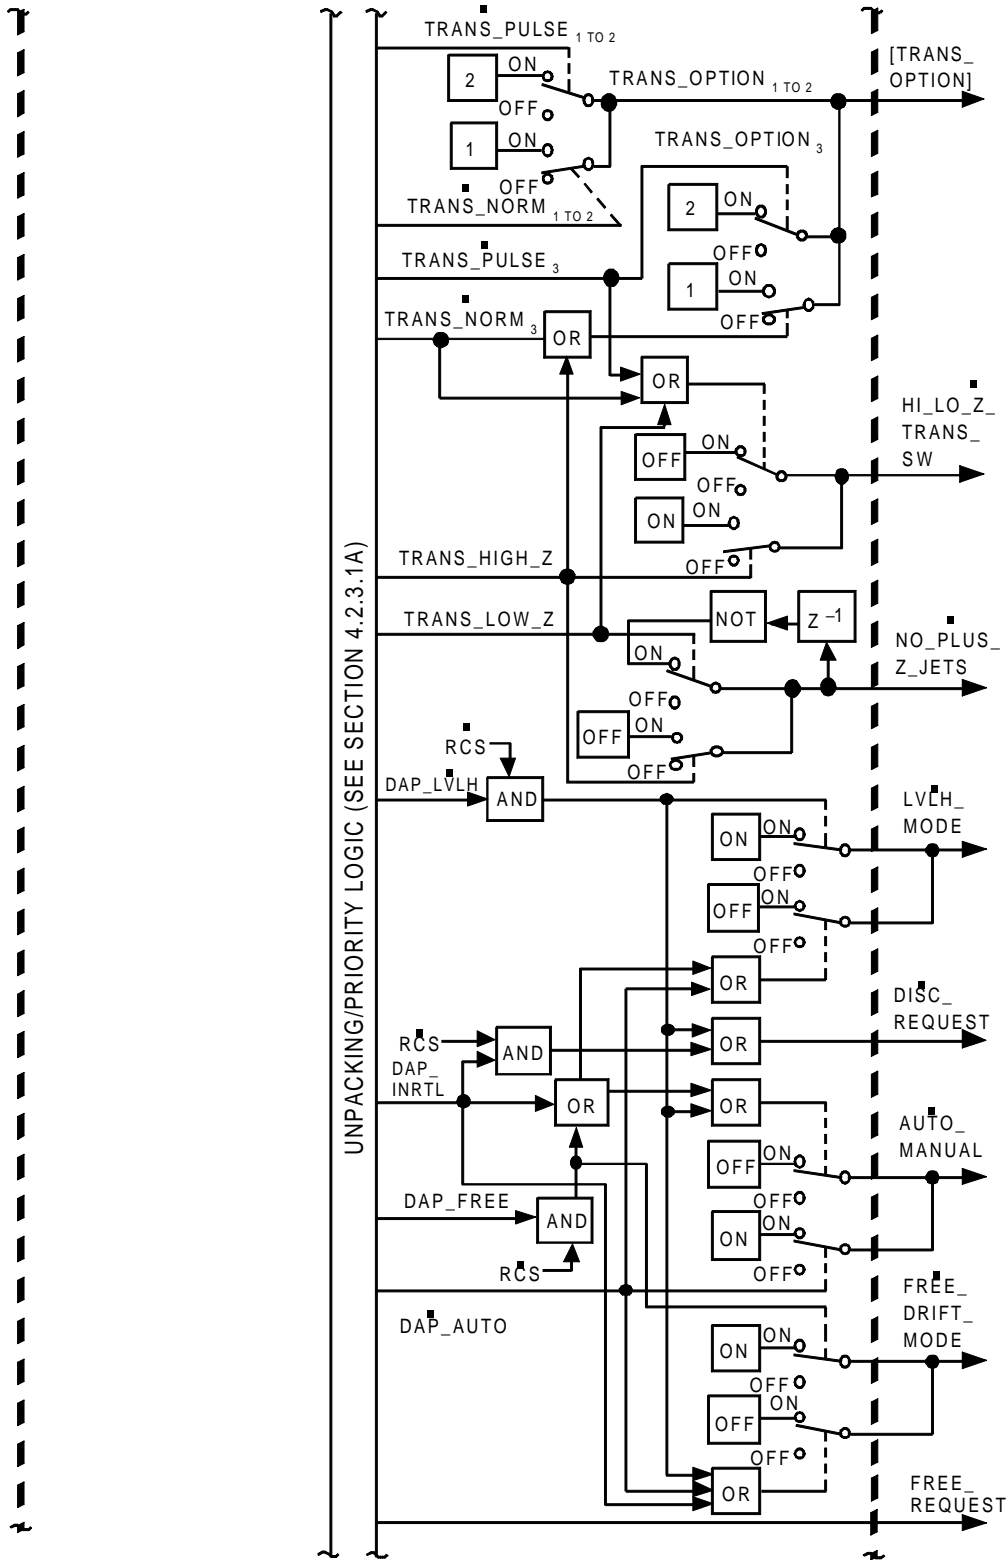 TRANS_PULSE 1 TO 2
[TRANS_
OPTION]
ON
2
TRANS_OPTION 1 TO 2
OFF
ON
1
TRANS_OPTION 3
OFF
TRANS_NORM 1 TO 2
ON
2
OFF
TRANS_PULSE 3
ON
1
OFF
TRANS_NORM 3
OR
OR
HI_LO_Z_
TRANS_
SW
ON
OFF
OFF
ON
ON
OFF
TRANS_HIGH_Z
TRANS_LOW_Z
NOT
Z –1
NO_PLUS_
Z_JETS
ON
OFF
ON
OFF
OFF
RCS
DAP_LVLH
AND
LVLH_
MODE
ON
ON
OFF
ON
OFF
OFF
OR
UNPACKING/PRIORITY LOGIC (SEE SECTION 4.2.3.1A)
DISC_
REQUEST
RCS
AND
OR
DAP_
INRTL
OR
OR
AUTO_
MANUAL
ON
OFF
OFF
DAP_FREE
AND
ON
ON
OFF
RCS
DAP_AUTO
FREE_
DRIFT_
MODE
ON
ON
OFF
ON
OFF
OFF
OR
FREE_
REQUEST